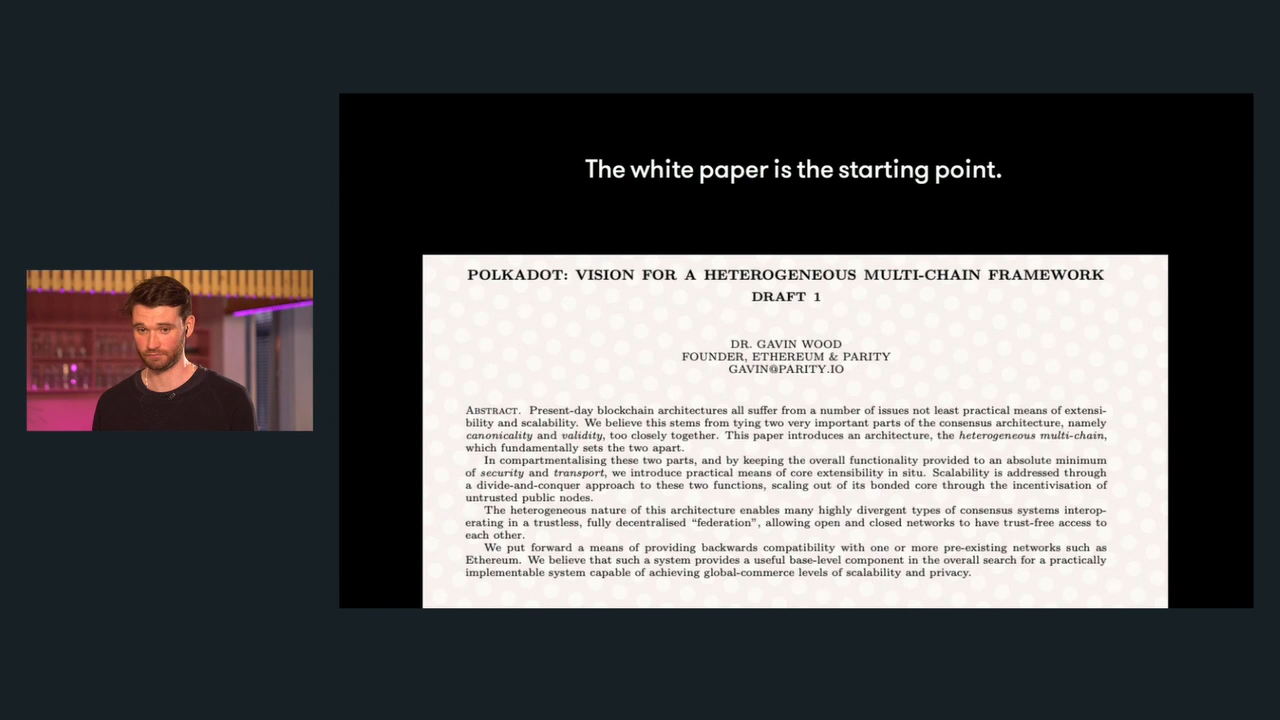 The white paper is the starting point.
POLKADOT: VISION FOR A HETEROGENEOUS MULTI-CHAIN FRAMEWORK
DRAFT 1
DR. GAVIN WOOD
FOUNDER, ETHEREUM & PARITY
GAVIN@PARITY.IO
Abstract. Present-day blockchain architectures all suffer from a number of issues not least practical means of extensi-
bility and scalability. We believe this stems from tying two very important parts of the consensus architecture, namely
canonicality and validity, too closely together. This paper introduces an architecture, the heterogeneous multi-chain,
which fundamentally sets the two apart.
In compartmentalising these two parts, and by keeping the overall functionality provided to an absolute minimum
of security and transport, we introduce practical means of core extensibility in situ. Scalability is addressed through
a divide-and-conquer approach to these two functions, scaling out of its bonded core through the incentivisation of
untrusted public nodes.
The heterogeneous nature of this architecture enables many highly divergent types of consensus systems interop-
erating in a trustless, fully decentralised “federation”, allowing open and closed networks to have trust-free access to
each other.
We put forward a means of providing backwards compatibility with one or more pre-existing networks such as
Ethereum. We believe that such a system provides a useful base-level component in the overall search for a practically
implementable system capable of achieving global-commerce levels of scalability and privacy.